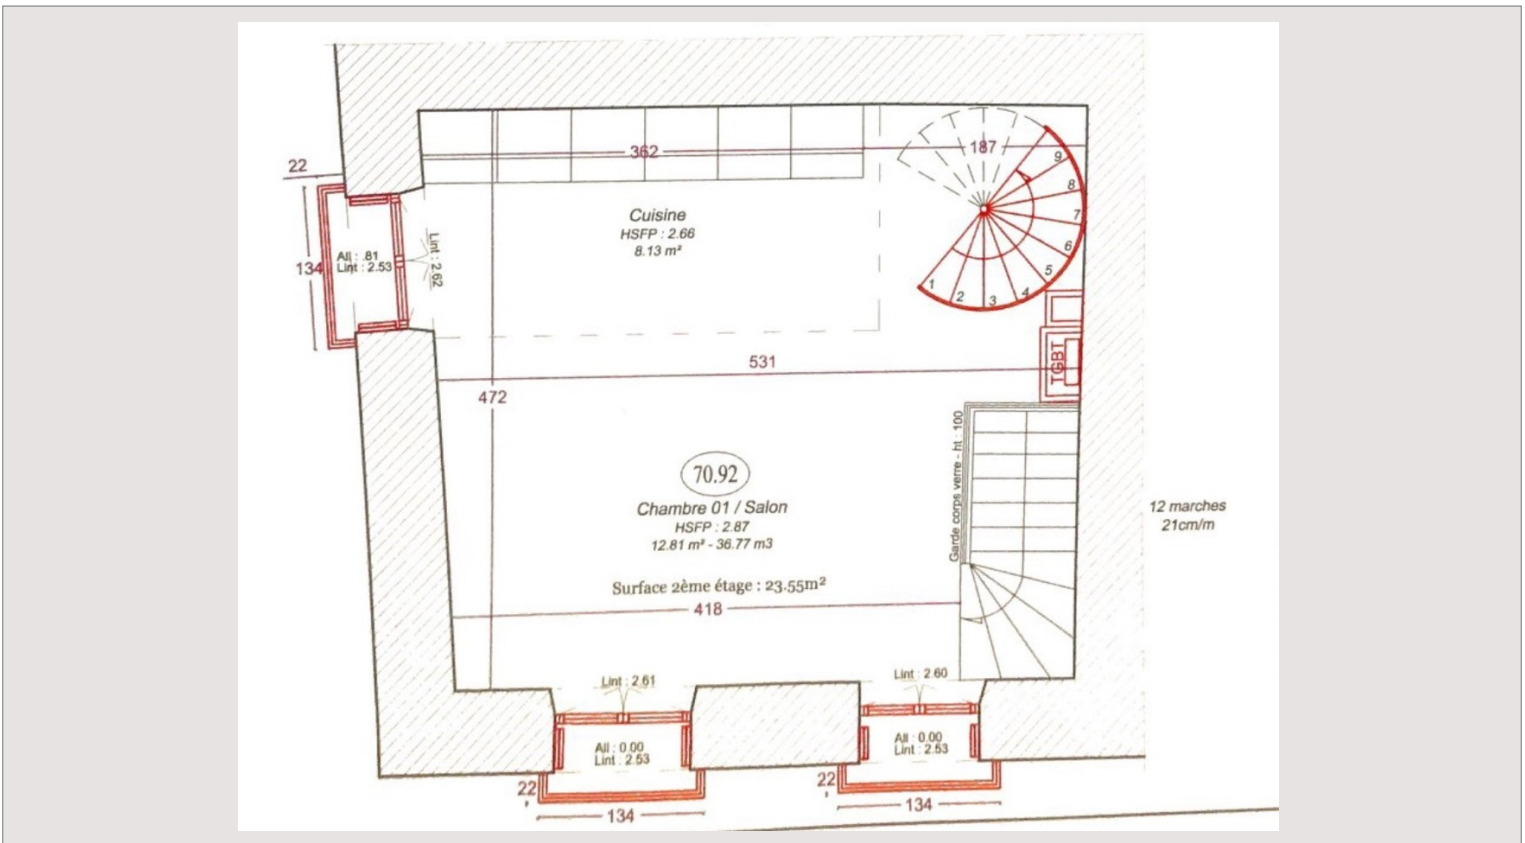 362
187
22
9
8
7
6
5
4
3
2
1
Cuisine
HSFP : 2.66
8.13 m²
134
All : .81
Lint : 2.53
Lint : 2.62
531
TGBT
472
Garde corps verre - ht : 100
70.92
Chambre 01 / Salon
HSFP : 2.87
12.81 m² - 36.77 m3
12 marches
21cm/m
Surface 2ème étage : 23.55m²
418
Lint : 2.61
Lint : 2.60
All : 0.00
Lint : 2.53
All : 0.00
Lint : 2.53
22
134
22
134